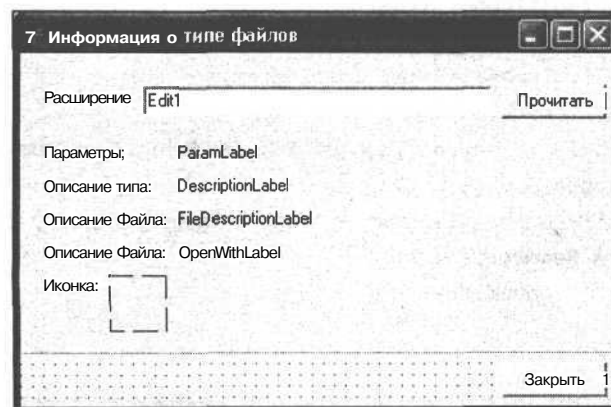 7 Информация о типе файлов
Расширение Edit1 Прочитать
Параметры; ParamLabel
Описание типа: DescriptionLabel
Описание Файла: FileDescriptionLabel
Описание Файла: OpenWithLabel
Иконка:
Закрыть